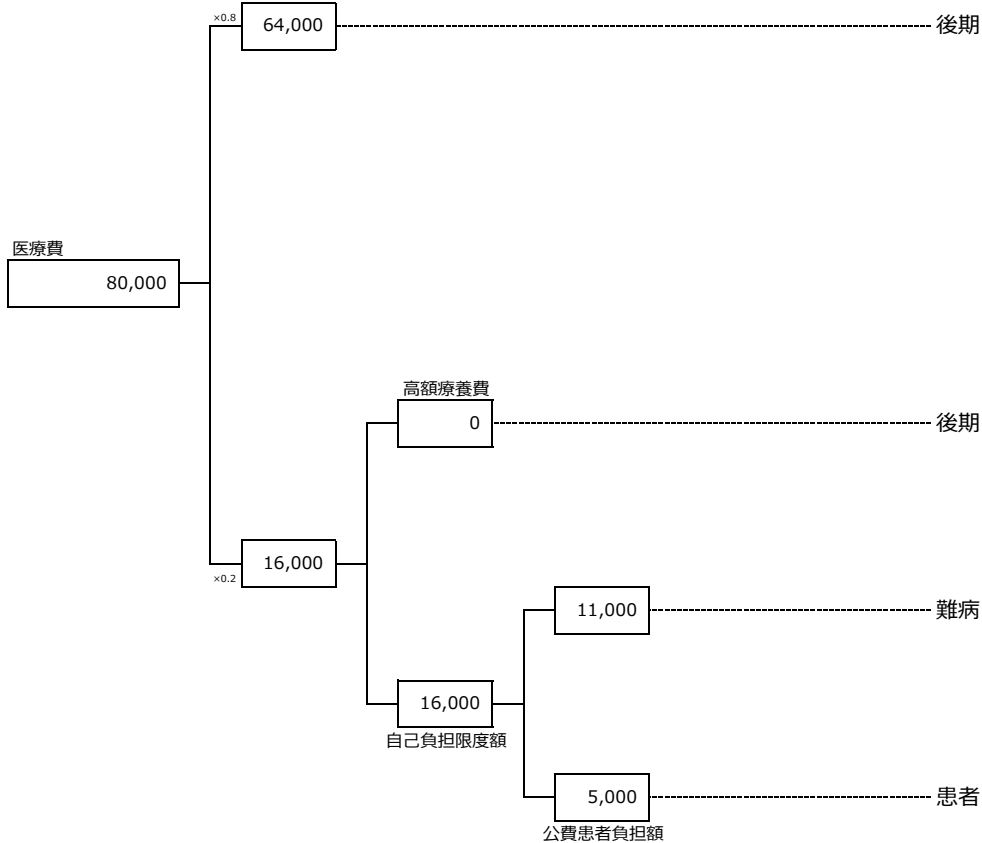 ×0.8
64,000
後期
医療費
80,000
高額療養費
0
後期
16,000
×0.2
11,000
難病
16,000
自己負担限度額
5,000
患者
公費患者負担額